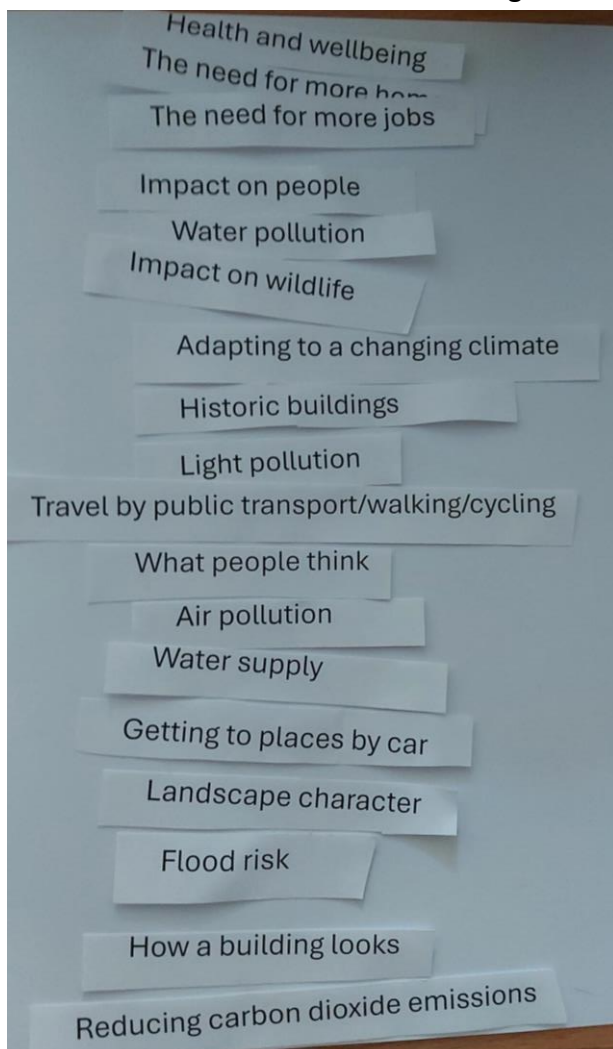 Health and wellbeing
The need for more
The need for more jobs
Impact on people
Water pollution
Impact on wildlife
Adapting to a changing climate
Historic buildings
Light pollution
Travel by public transport/walking/cycling
What people think
Air pollution
Water supply
Getting to places by car
Landscape character
Flood risk
How a building looks
Reducing carbon dioxide emissions